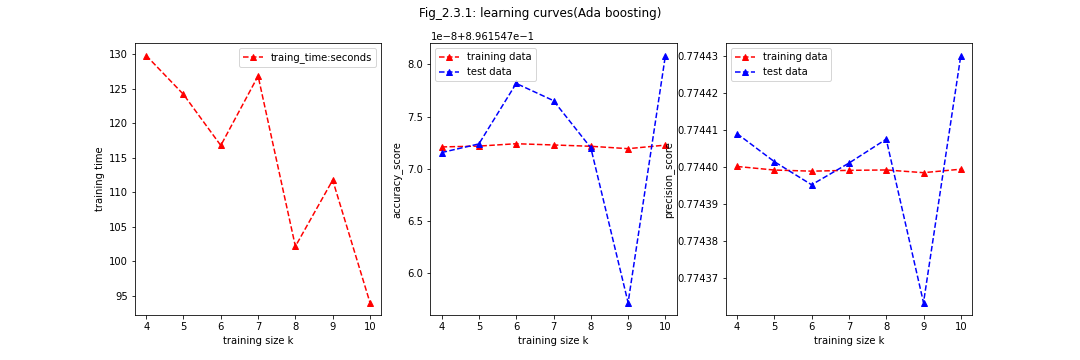 Fig_2.3.1: learning curves(Ada boosting)
training time
130
125
120
115
110
105
100
95
traing_time:seconds
4 5 6 7 8 9 10
training size k
1e−8+8.961547e−1
accuracy_score
8.0
7.5
7.0
6.5
6.0
training data
test data
4 5 6 7 8 9 10
training size k
precision_score
0.77443
0.77442
0.77441
0.77440
0.77439
0.77438
0.77437
training data
test data
4 5 6 7 8 9 10
training size k